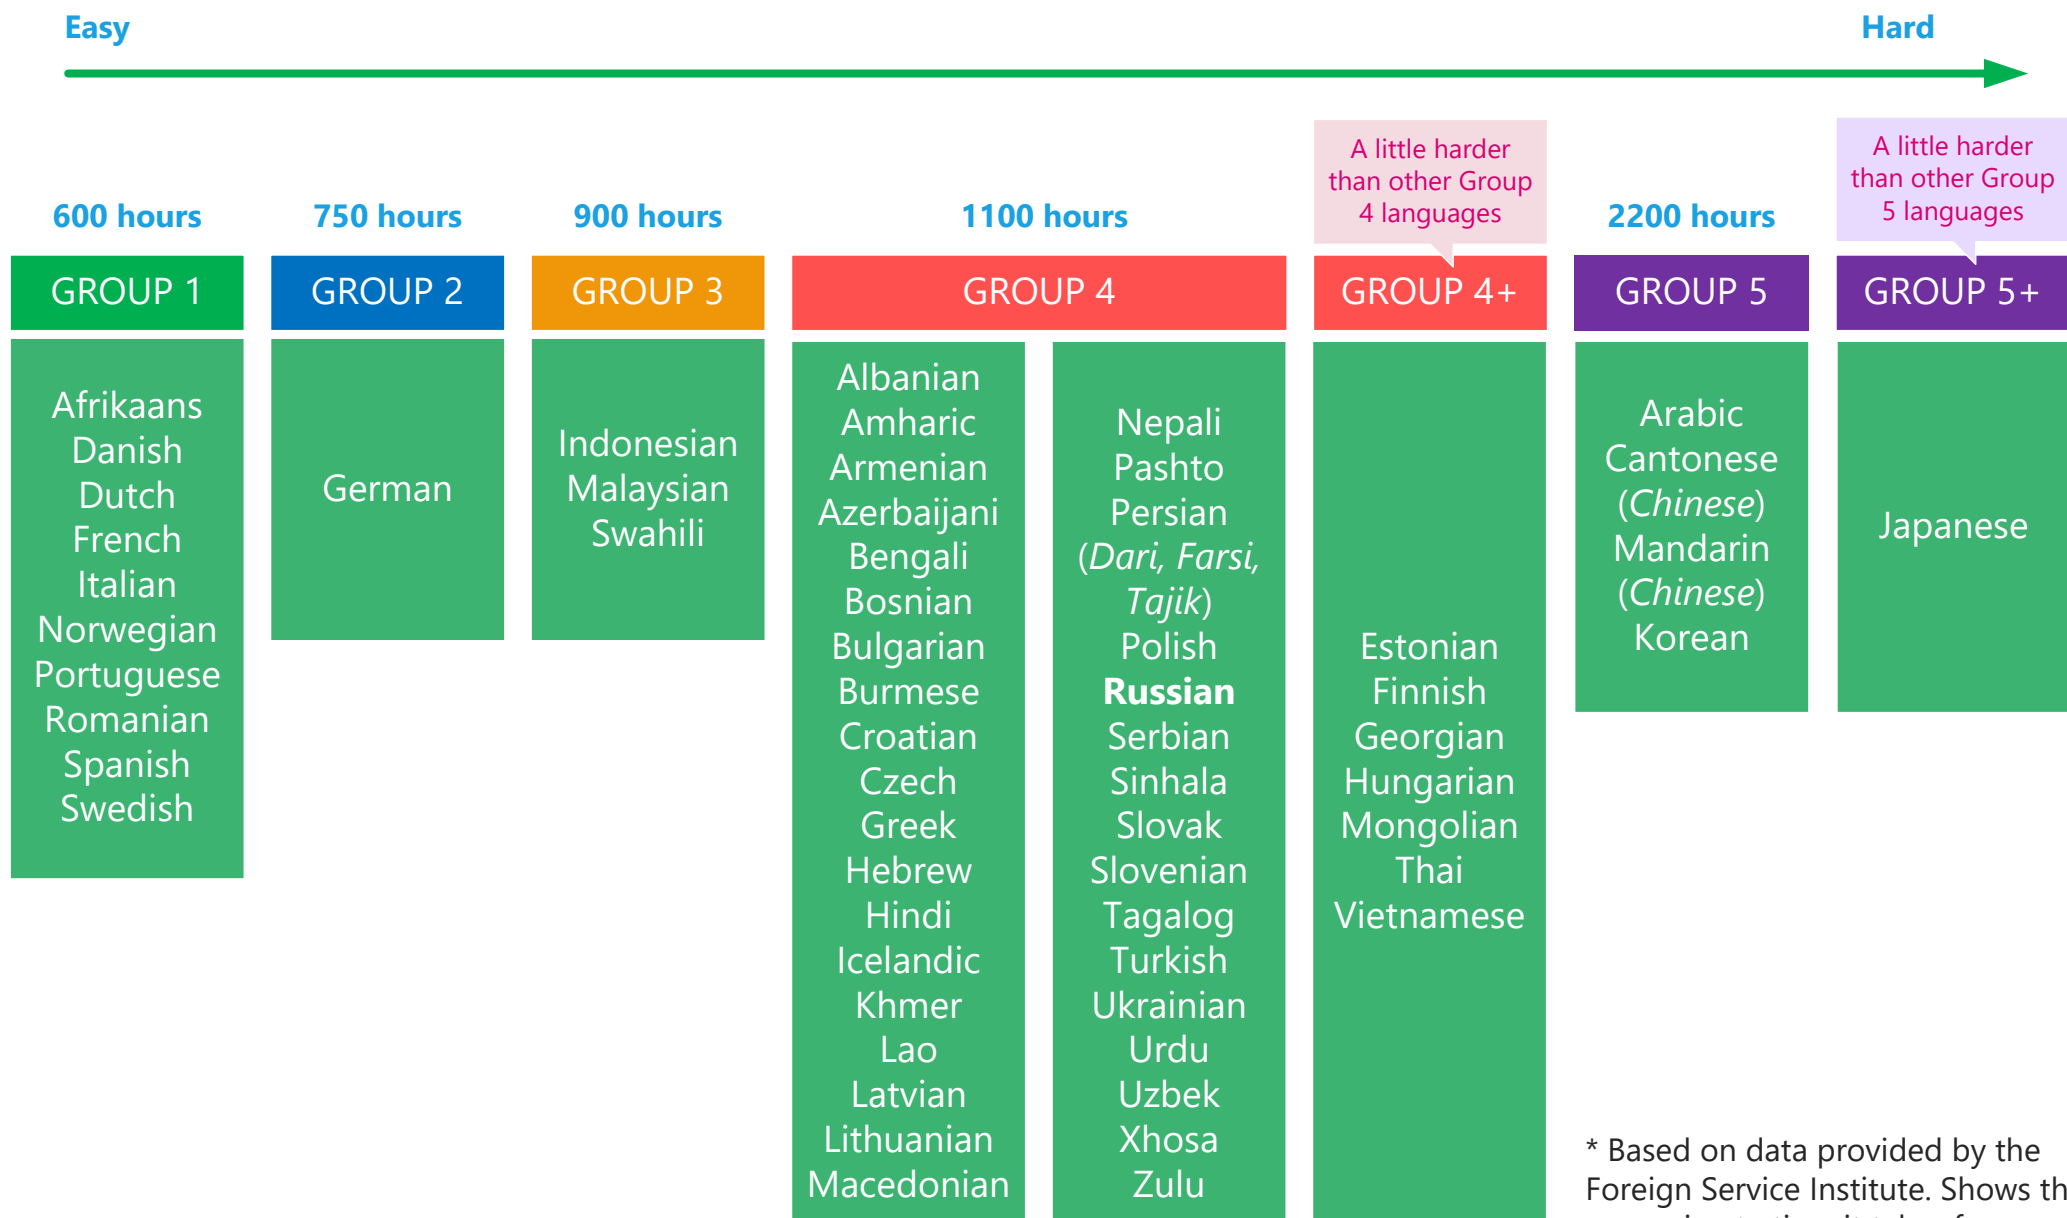 Easy
Hard
600 hours
750 hours
900 hours
1100 hours
A little harder
than other Group
4 languages
2200 hours
A little harder
than other Group
5 languages
GROUP 1
GROUP 2
GROUP 3
GROUP 4
GROUP 4+
GROUP 5
GROUP 5+
Afrikaans
Danish
Dutch
French
Italian
Norwegian
Portuguese
Romanian
Spanish
Swedish
German
Indonesian
Malaysian
Swahili
Albanian
Amharic
Armenian
Azerbaijani
Bengali
Bosnian
Bulgarian
Burmese
Croatian
Czech
Greek
Hebrew
Hindi
Icelandic
Khmer
Lao
Latvian
Lithuanian
Macedonian
Nepali
Pashto
Persian
(Dari, Farsi,
Tajik)
Polish
Russian
Serbian
Sinhala
Slovak
Slovenian
Tagalog
Turkish
Ukrainian
Urdu
Uzbek
Xhosa
Zulu
Estonian
Finnish
Georgian
Hungarian
Mongolian
Thai
Vietnamese
Arabic
Cantonese
(Chinese)
Mandarin
(Chinese)
Korean
Japanese
* Based on data provided by the
Foreign Service Institute. Shows